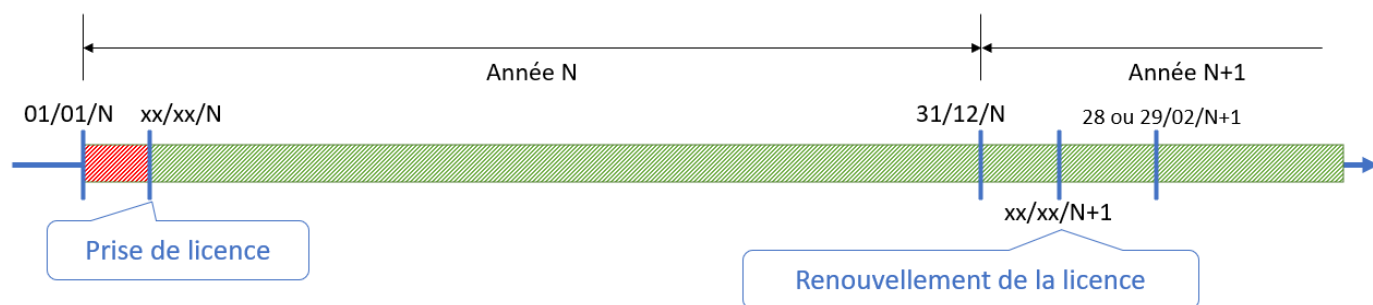 Année N
Année N+1
01/01/N
xx/xx/N
31/12/N
28 ou 29/02/N+1
xx/xx/N+1
Prise de licence
Renouvellement de la licence